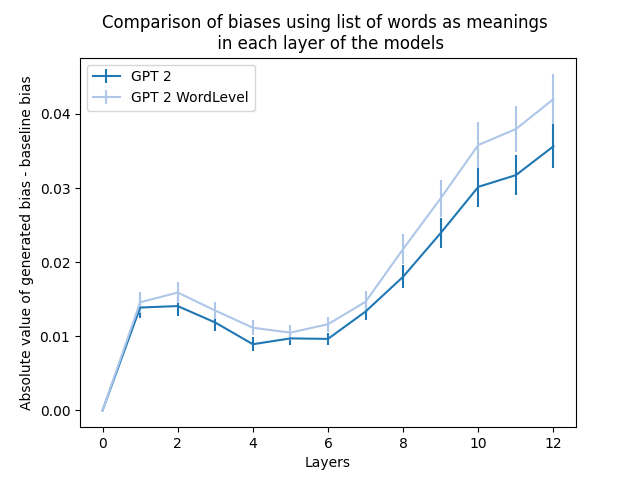 Comparison of biases using list of words as meanings
in each layer of the models
GPT 2
GPT 2 WordLevel
Absolute value of generated bias - baseline bias
0.04
0.03
0.02
0.01
0.00
0 2 4 6 8 10 12
Layers